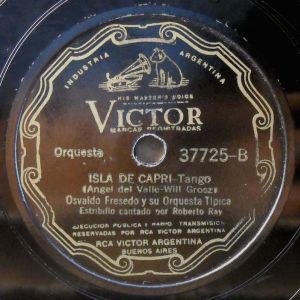 INDUSTRIA ARGENTINA
HIS MASTER'S VOICE
VICTOR
MARCAS REGISTRADAS
Orquesta 37725-B
ISLA DE CAPRI-Tango
(Angel del Valle-Will Grosz)
Osvaldo Fresedo y su Orquesta Típica
Estribillo cantado por Roberto Ray
EJECUCION PUBLICA Y RADIO TRANSMISION
RESERVADAS POR RCA VICTOR ARGENTINA
RCA VICTOR ARGENTINA
BUENOS AIRES